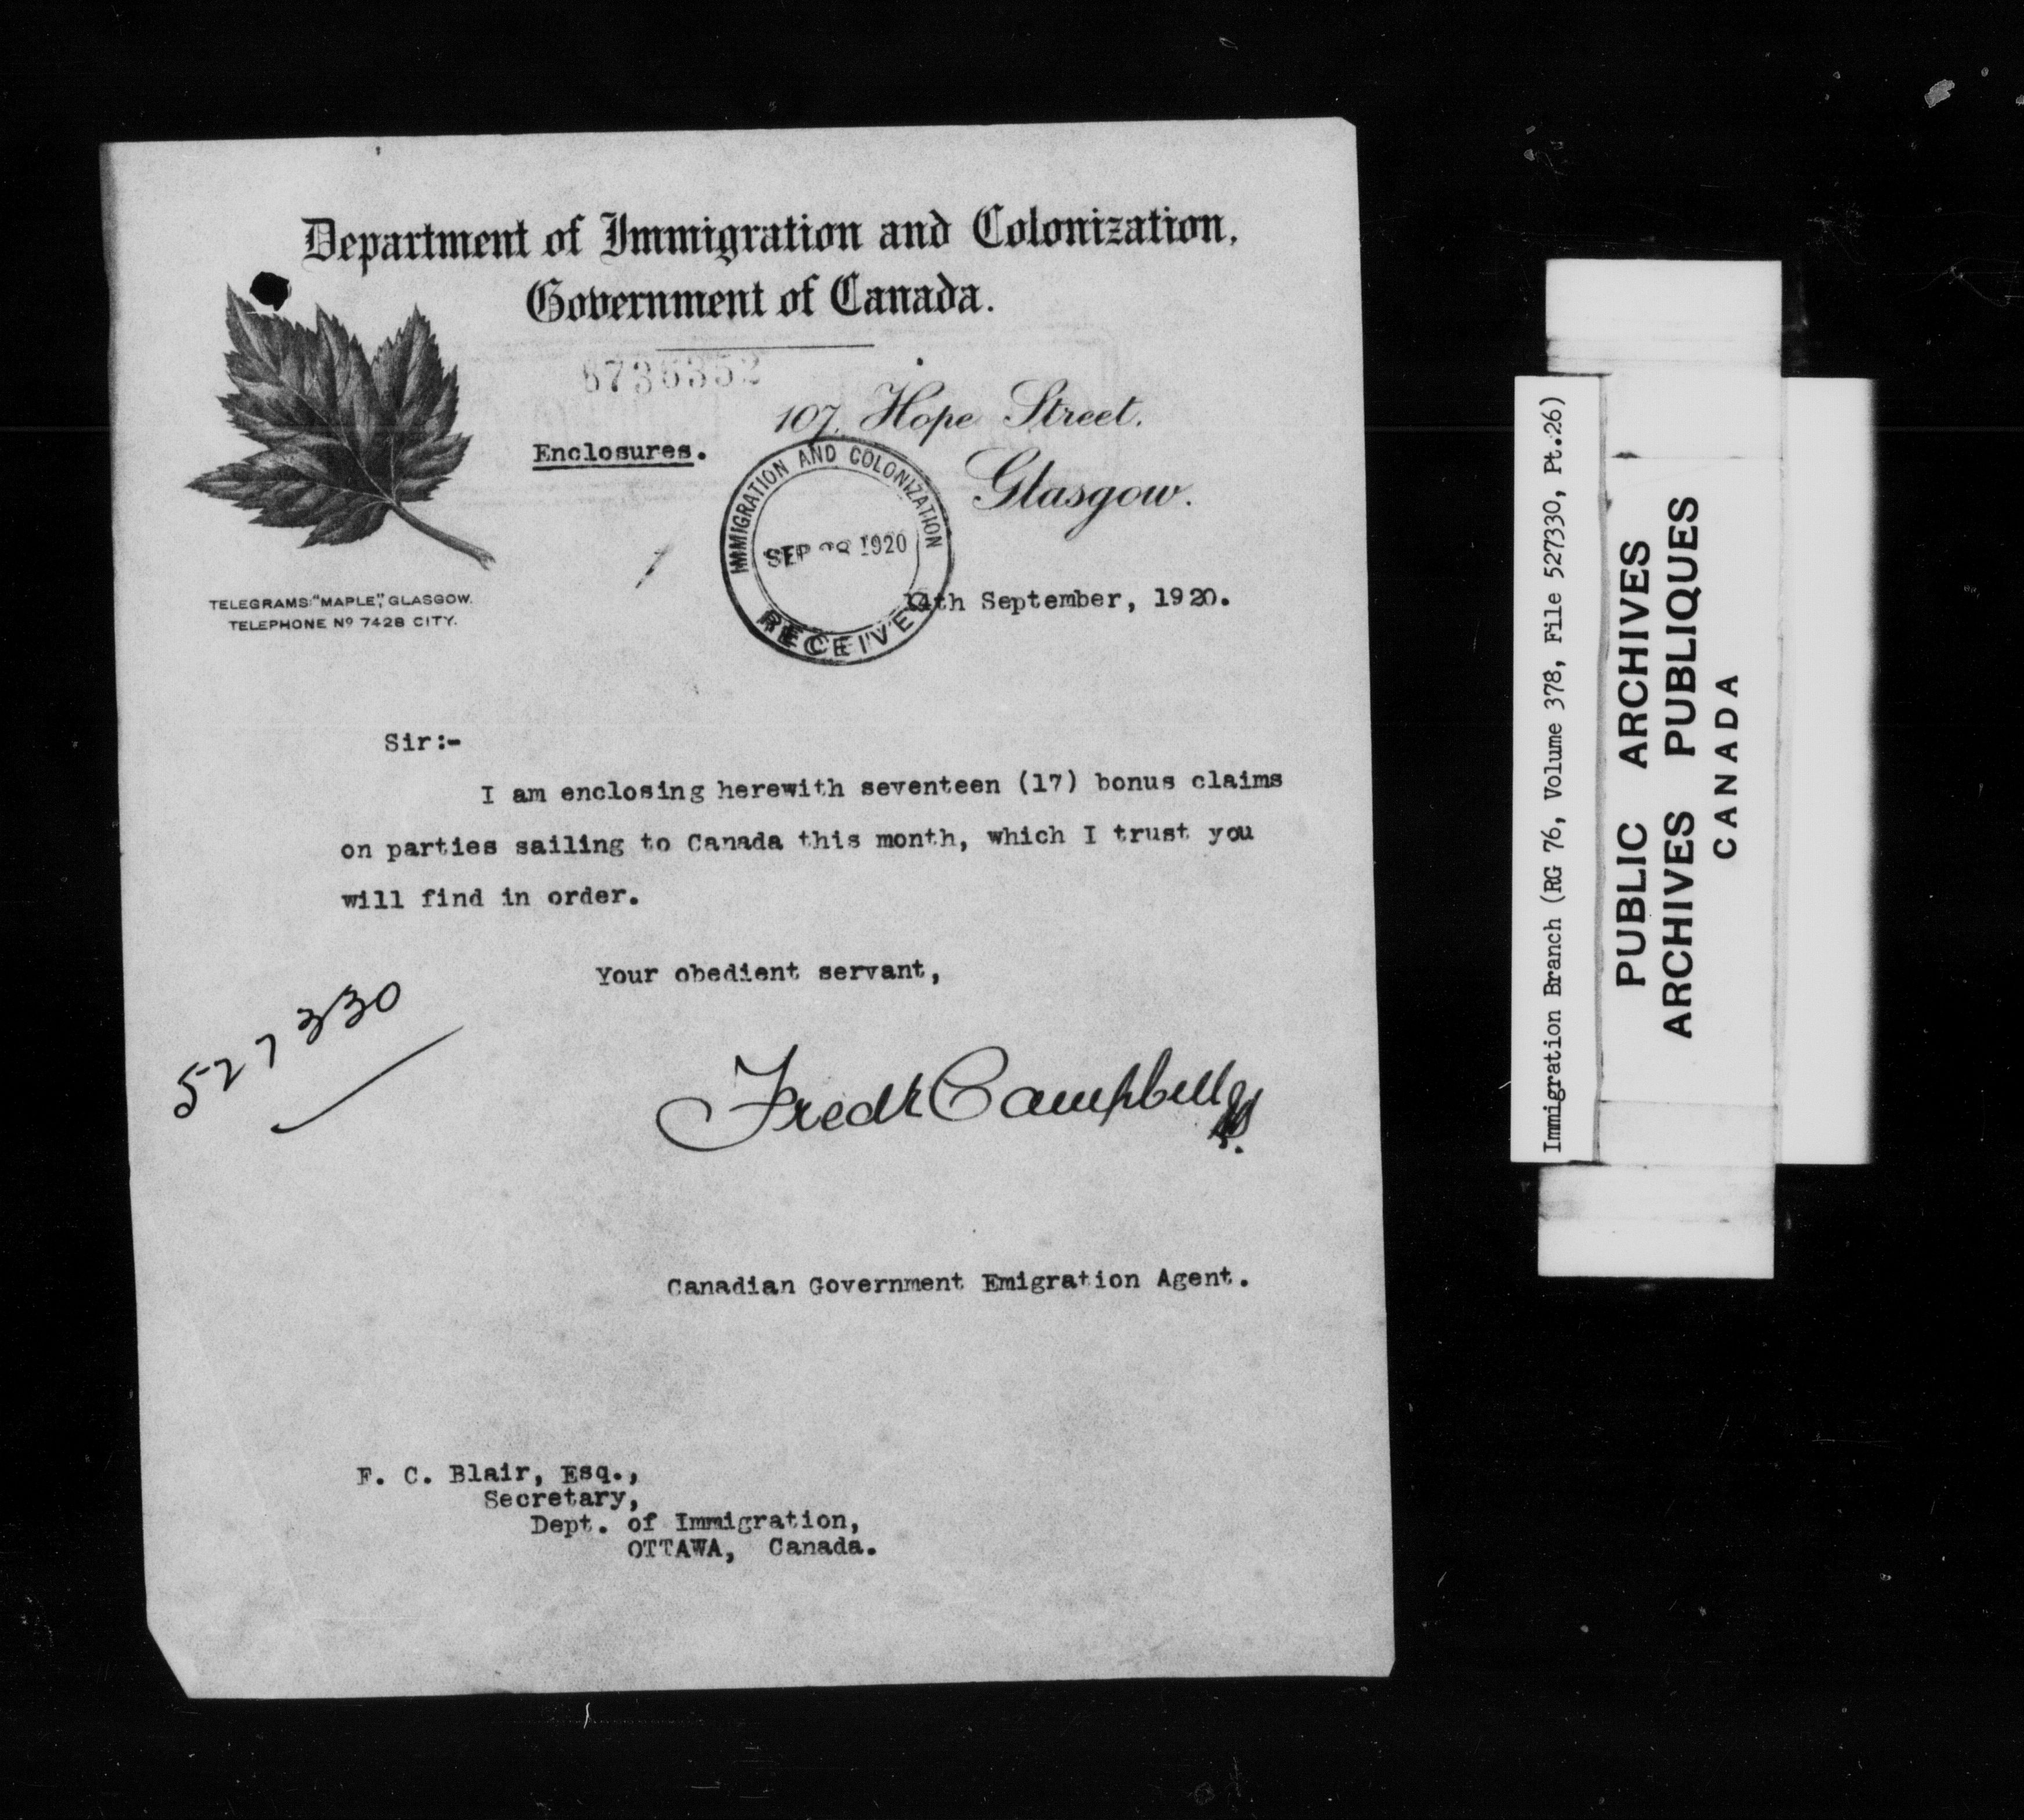 Department of Immigration and Colonization,
Government of Canada.
107, Hope Street.
Enclosures.
Glasgow.
IMMIGRATION AND COLONIZATION
SEP 1920
RECEIVED
TELEGRAMS: "MAPLE", GLASGOW.
TELEPHONE Nº 7428 CITY.
14th September, 1920.
Sir:-
I am enclosing herewith seventeen (17) bonus claims
on parties sailing to Canada this month, which I trust you
will find in order.
Your obedient servant,
527330
Fredk Campbell
Canadian Government Emigration Agent.
F. C. Blair, Esq.,
Secretary,
Dept. of Immigration,
OTTAWA, Canada.
Immigration Branch (RG 76, Volume 378, File 527330, Pt.26)
PUBLIC ARCHIVES
ARCHIVES PUBLIQUES
CANADA